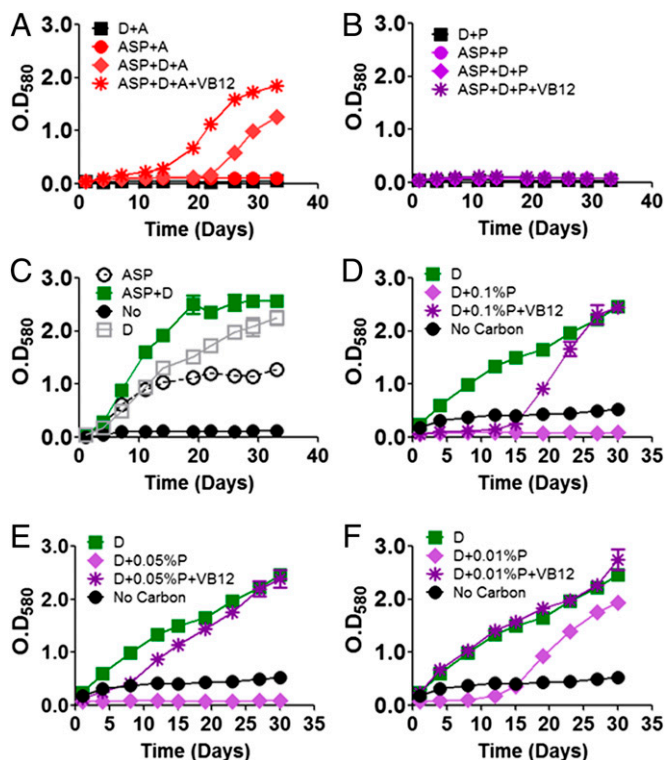 A
D+A
ASP+A
ASP+D+A
ASP+D+A+VB12
O.D580
3.0
2.0
1.0
0.0
0 10 20 30 40
Time (Days)
B
D+P
ASP+P
ASP+D+P
ASP+D+P+VB12
O.D580
3.0
2.0
1.0
0.0
0 10 20 30 40
Time (Days)
C
ASP
ASP+D
No
D
O.D580
3.0
2.0
1.0
0.0
0 10 20 30 40
Time (Days)
D
D
D+0.1%P
D+0.1%P+VB12
No Carbon
O.D580
3.0
2.0
1.0
0.0
0 5 10 15 20 25 30 35
Time (Days)
E
D
D+0.05%P
D+0.05%P+VB12
No Carbon
O.D580
3.0
2.0
1.0
0.0
0 5 10 15 20 25 30 35
Time (Days)
F
D
D+0.01%P
D+0.01%P+VB12
No Carbon
O.D580
3.0
2.0
1.0
0.0
0 5 10 15 20 25 30 35
Time (Days)